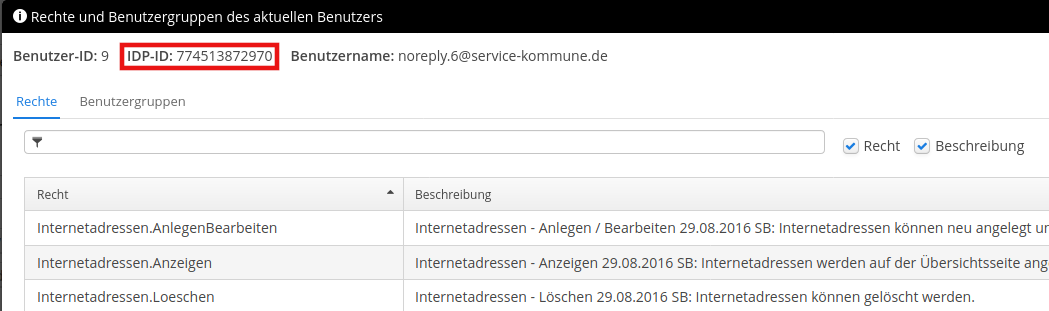 Rechte und Benutzergruppen des aktuellen Benutzers
Benutzer-ID: 9 IDP-ID: 774513872970 Benutzername: noreply.6@service-kommune.de
Rechte Benutzergruppen
Recht Beschreibung
Recht Beschreibung
Internetadressen.AnlegenBearbeiten Internetadressen - Anlegen / Bearbeiten 29.08.2016 SB: Internetadressen können neu angelegt
Internetadressen.Anzeigen Internetadressen - Anzeigen 29.08.2016 SB: Internetadressen werden auf der Übersichtsseite
Internetadressen.Loeschen Internetadressen - Löschen 29.08.2016 SB: Internetadressen können gelöscht werden.